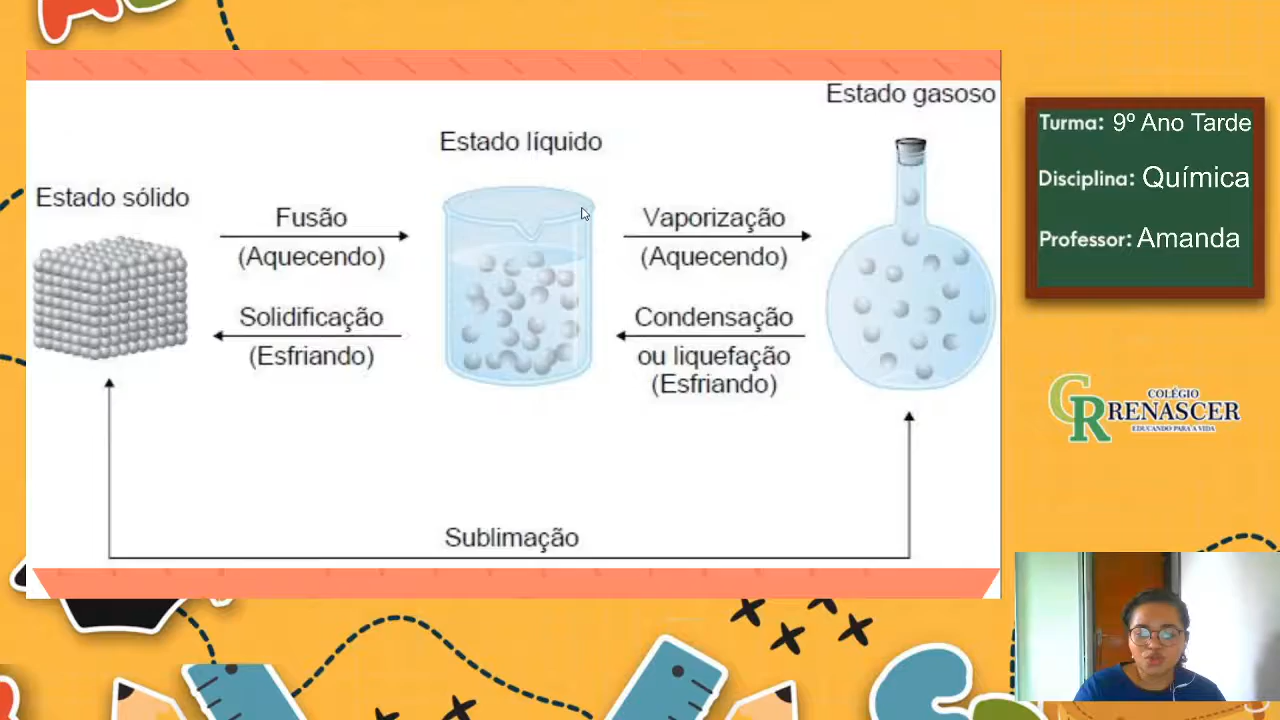 Estado gasoso
Estado líquido
Estado sólido
Fusão
(Aquecendo)
Solidificação
(Esfriando)
Vaporização
(Aquecendo)
Condensação
ou liquefação
(Esfriando)
Sublimação
Turma: 9º Ano Tarde
Disciplina: Química
Professor: Amanda
CR
COLÉGIO
RENASCER
EDUCANDO PARA A VIDA